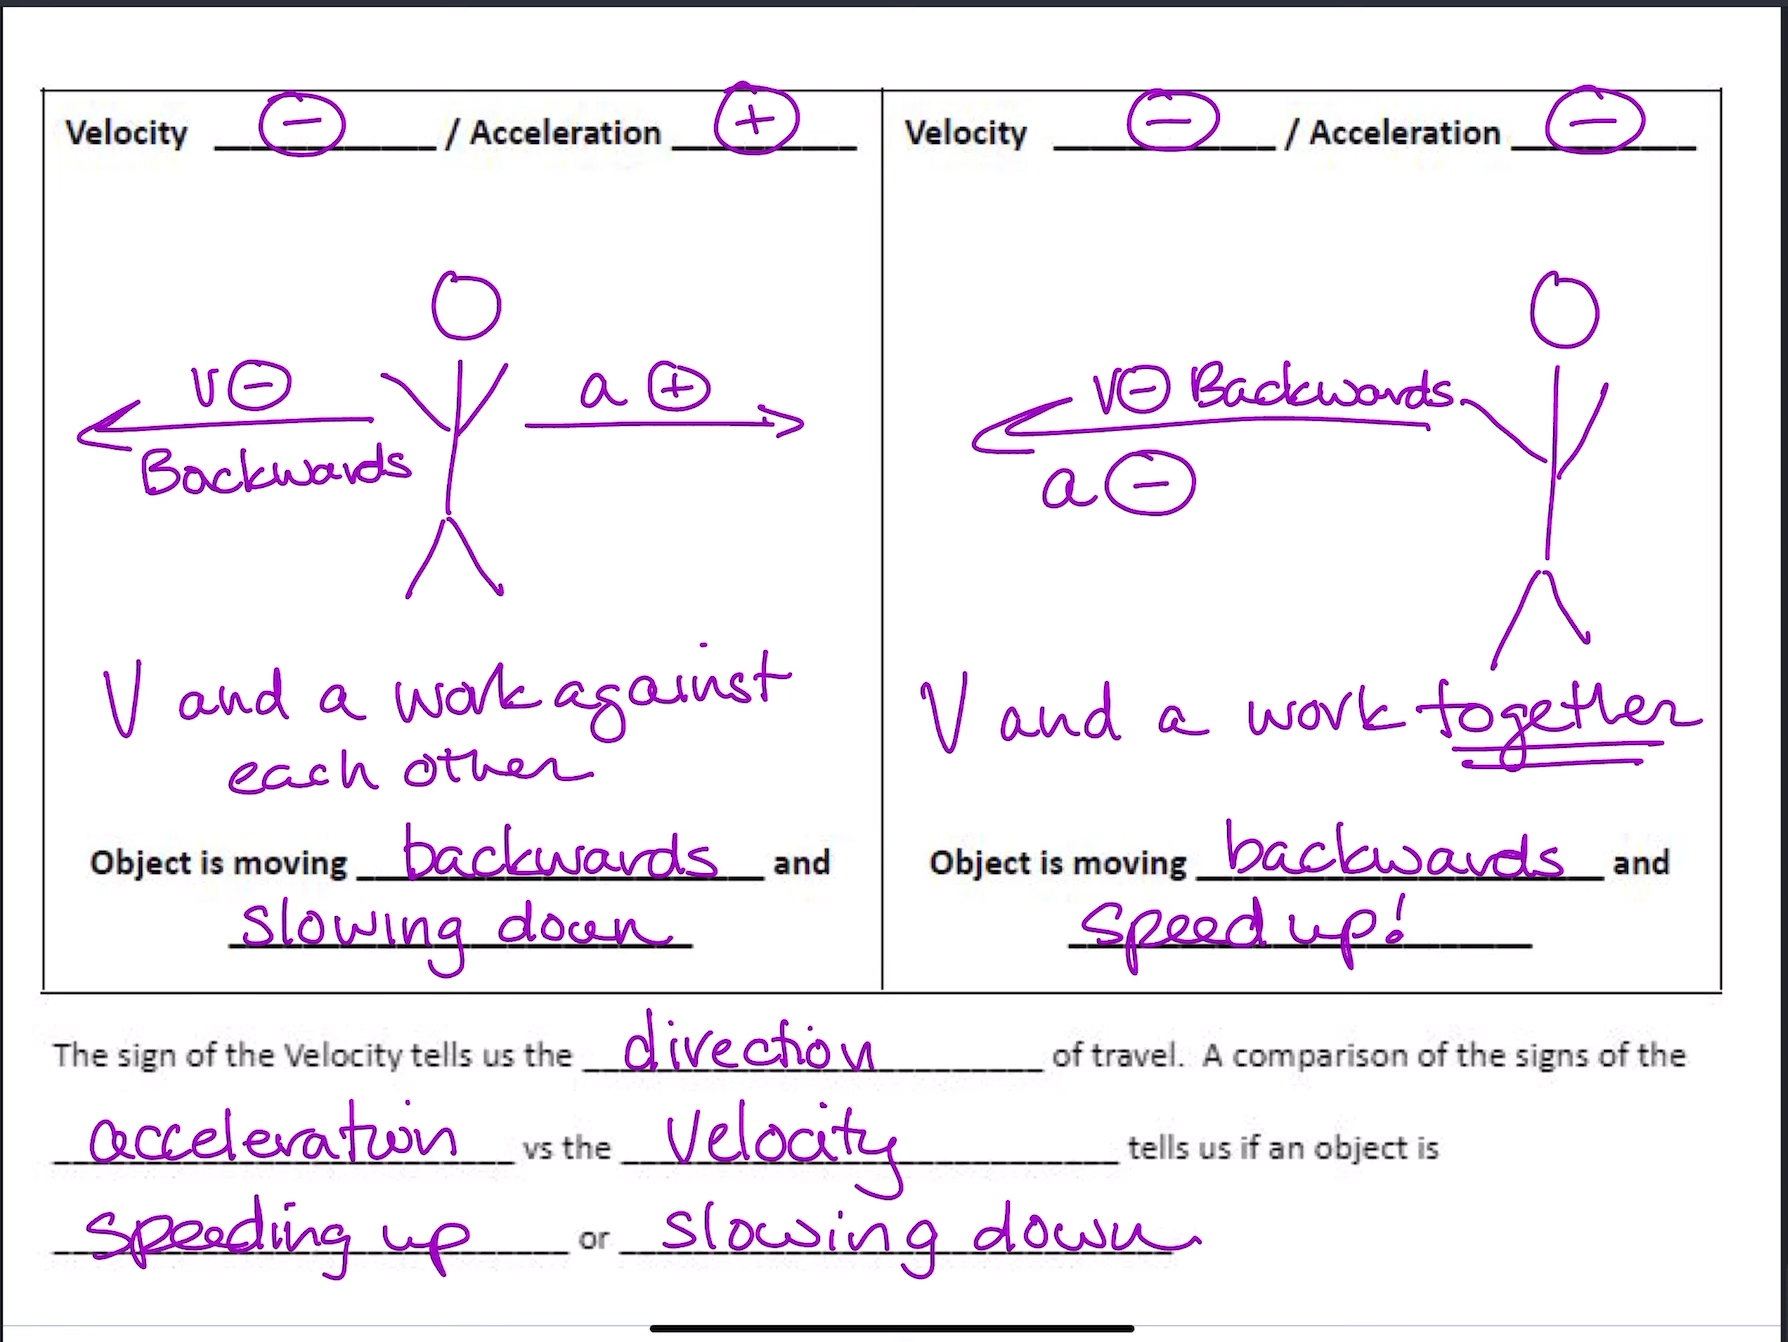 Velocity ⊖ / Acceleration ⊕
V⊖
a ⊕
Backwards
V and a work against
each other
Object is moving backwards and
slowing down
Velocity ⊖ / Acceleration ⊖
V⊖ Backwards
a⊖
V and a work together
Object is moving backwards and
speed up!
The sign of the Velocity tells us the direction of travel. A comparison of the signs of the
acceleration vs the Velocity tells us if an object is
speeding up or slowing down